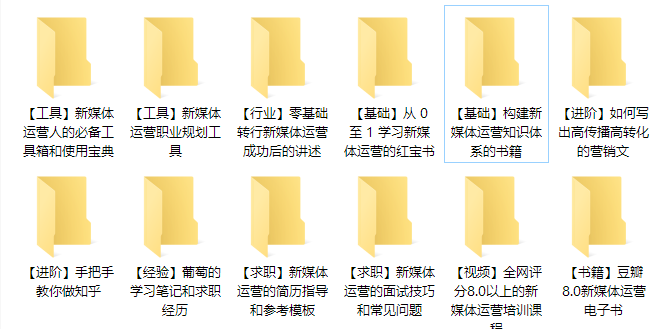 【工具】新媒体
运营人的必备工
具箱和使用宝典
【工具】新媒体
运营职业规划工
具
【行业】零基础
转行新媒体运营
成功后的讲述
【基础】从 0
至 1 学习新媒
体运营的红宝书
【基础】构建新
媒体运营知识体
系的书籍
【进阶】如何写
出高传播高转化
的营销文
【进阶】手把手
教你做知乎
【经验】葡萄的
学习笔记和求职
经历
【求职】新媒体
运营的简历指导
和参考模板
【求职】新媒体
运营的面试技巧
和常见问题
【视频】全网评
分8.0以上的新
媒体运营培训课
程
【书籍】豆瓣
8.0新媒体运营
电子书